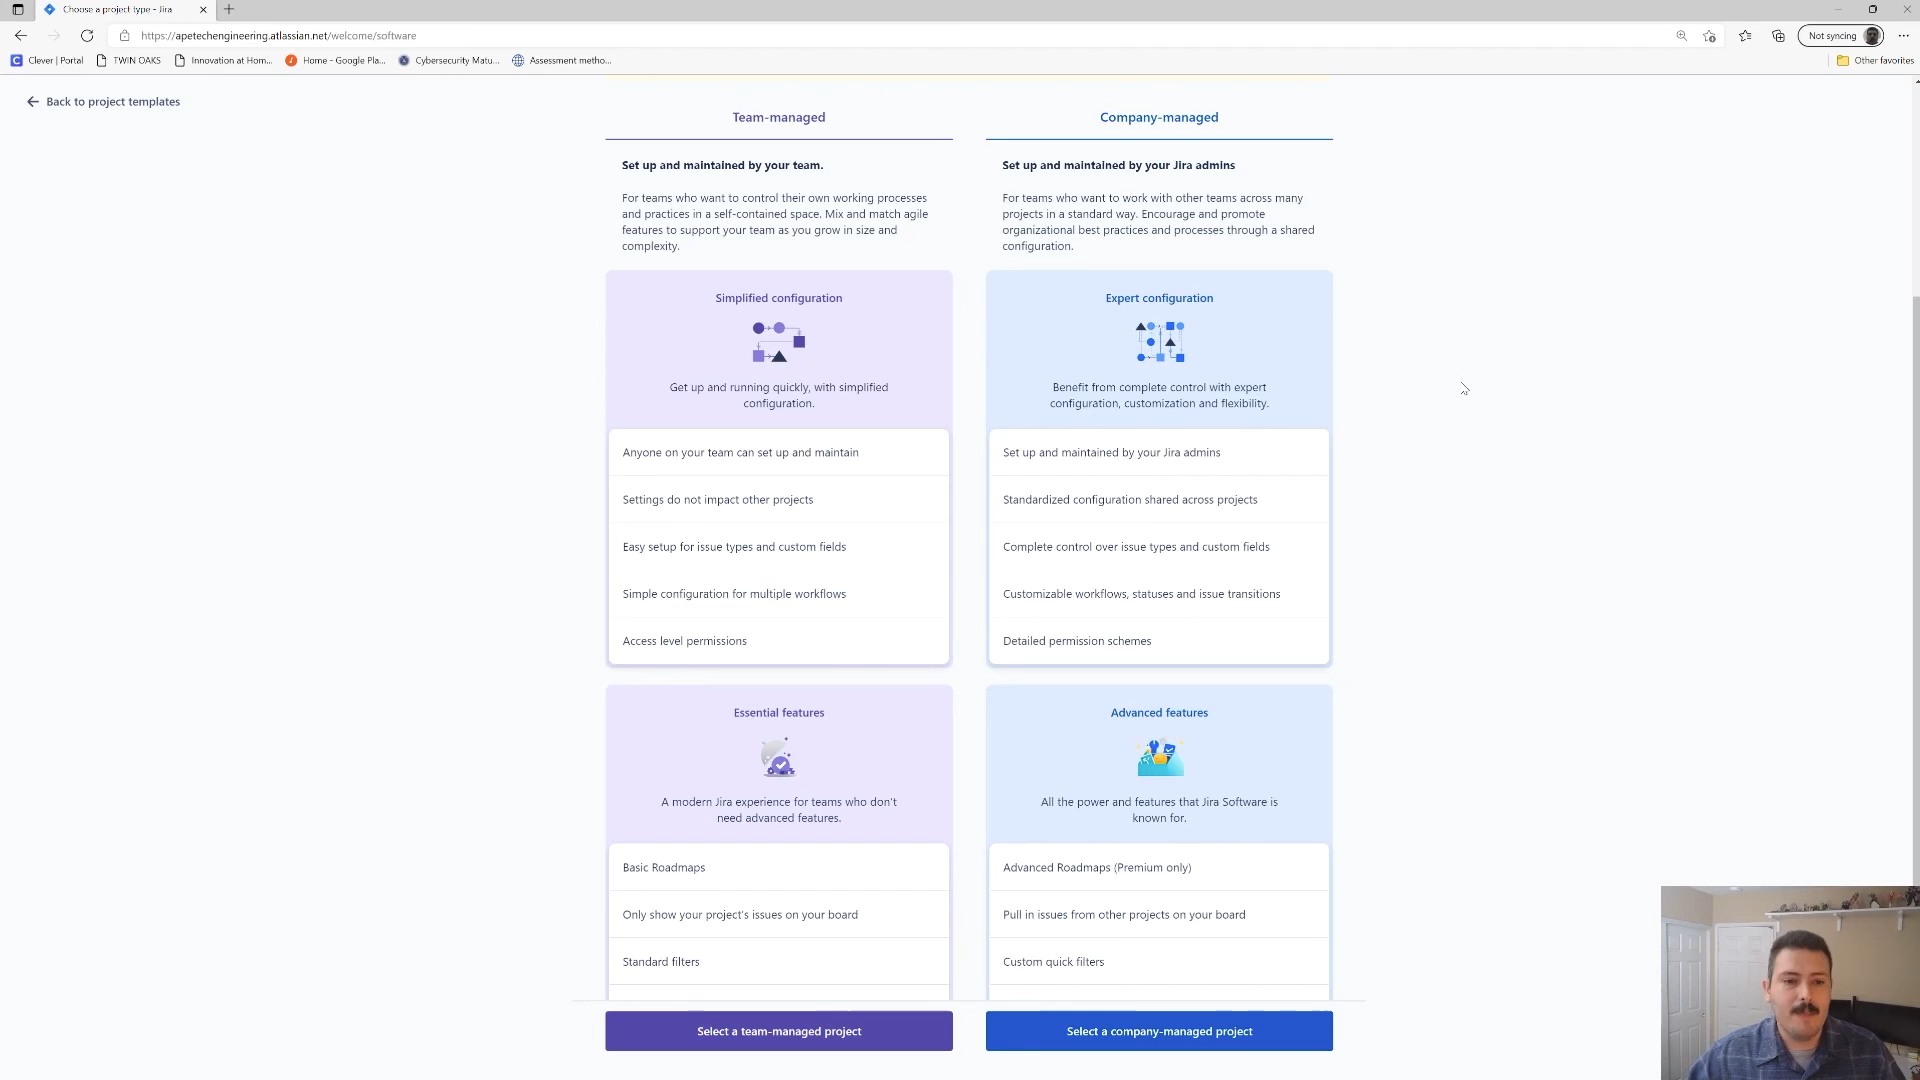 Choose a project type - Jira
https://apetechengineering.atlassian.net/welcome/software
Not syncing
Clever | Portal
TWIN OAKS
Innovation at Hom...
Home - Google Pla...
Cybersecurity Matu...
Assessment metho...
Other favorites
Back to project templates
Team-managed
Set up and maintained by your team.
For teams who want to control their own working processes
and practices in a self-contained space. Mix and match agile
features to support your team as you grow in size and
complexity.
Simplified configuration
Get up and running quickly, with simplified
configuration.
Anyone on your team can set up and maintain
Settings do not impact other projects
Easy setup for issue types and custom fields
Simple configuration for multiple workflows
Access level permissions
Essential features
A modern Jira experience for teams who don't
need advanced features.
Basic Roadmaps
Only show your project's issues on your board
Standard filters
Select a team-managed project
Company-managed
Set up and maintained by your Jira admins
For teams who want to work with other teams across many
projects in a standard way. Encourage and promote
organizational best practices and processes through a shared
configuration.
Expert configuration
Benefit from complete control with expert
configuration, customization and flexibility.
Set up and maintained by your Jira admins
Standardized configuration shared across projects
Complete control over issue types and custom fields
Customizable workflows, statuses and issue transitions
Detailed permission schemes
Advanced features
All the power and features that Jira Software is
known for.
Advanced Roadmaps (Premium only)
Pull in issues from other projects on your board
Custom quick filters
Select a company-managed project